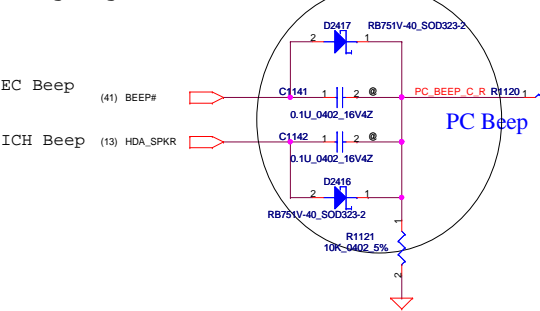 D2417 RB751V-40_SOD323-2
2 1
EC Beep (41) BEEP# C1141 1 2 @ PC_BEEP_C_R R1120 1
0.1U_0402_16V4Z PC Beep
ICH Beep (13) HDA_SPKR C1142 1 2 @
0.1U_0402_16V4Z
D2416
2 1
RB751V-40_SOD323-2
1
R1121
10K_0402_5%
2